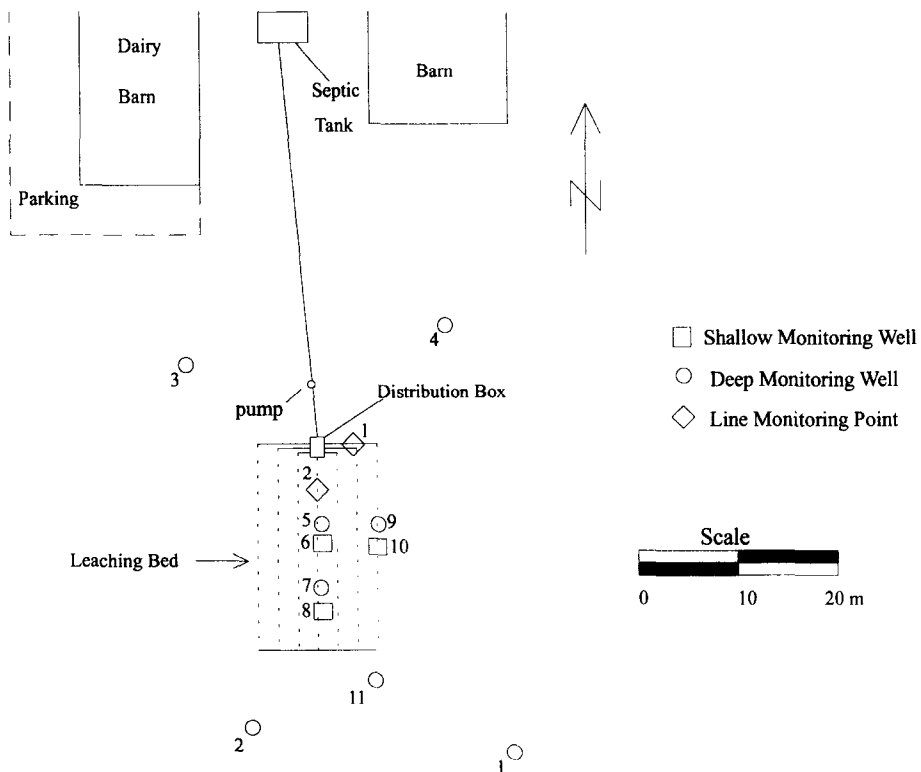 Dairy
Barn
Barn
Septic
Tank
Parking
N
4
3
Shallow Monitoring Well
Deep Monitoring Well
Line Monitoring Point
pump
Distribution Box
1
2
5
9
6
10
Leaching Bed
7
8
Scale
0 10 20 m
11
2
1